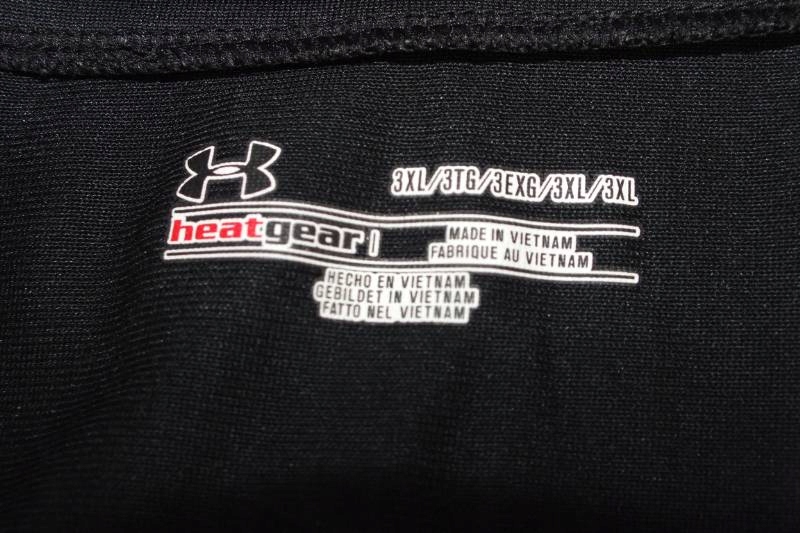 3XL/3TG/3EXG/3XL/3XL
heatgear
MADE IN VIETNAM
FABRIQUE AU VIETNAM
HECHO EN VIETNAM
GEBILDET IN VIETNAM
FATTO NEL VIETNAM